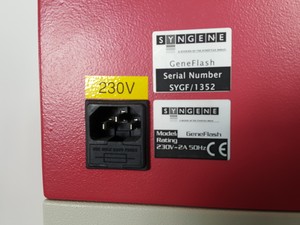 SYNGENE
GeneFlash
Serial Number
SYGF/1352
230V
SYNGENE
Model: GeneFlash
Rating
230V~2A 50Hz
CE